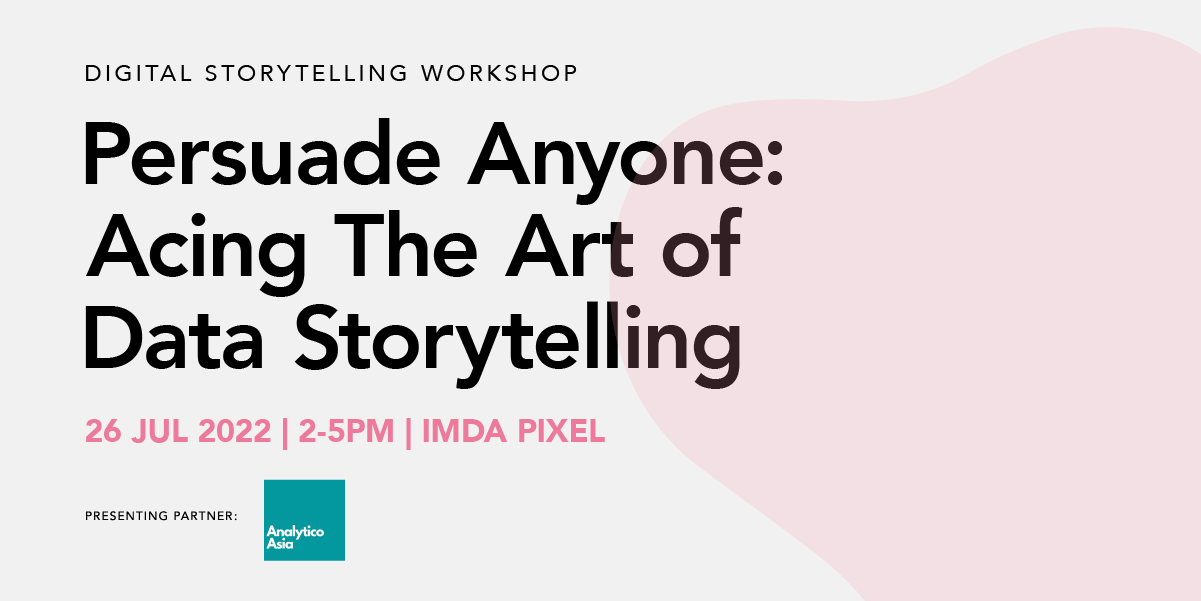 DIGITAL STORYTELLING WORKSHOP
Persuade Anyone:
Acing The Art of
Data Storytelling
26 JUL 2022 | 2-5PM | IMDA PIXEL
PRESENTING PARTNER:
Analytico
Asia